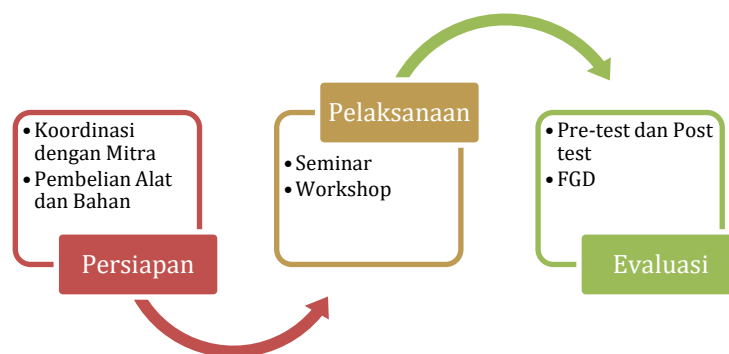 • Koordinasi
dengan Mitra
• Pembelian Alat
dan Bahan
Persiapan
Pelaksanaan
• Seminar
• Workshop
• Pre-test dan Post
test
• FGD
Evaluasi